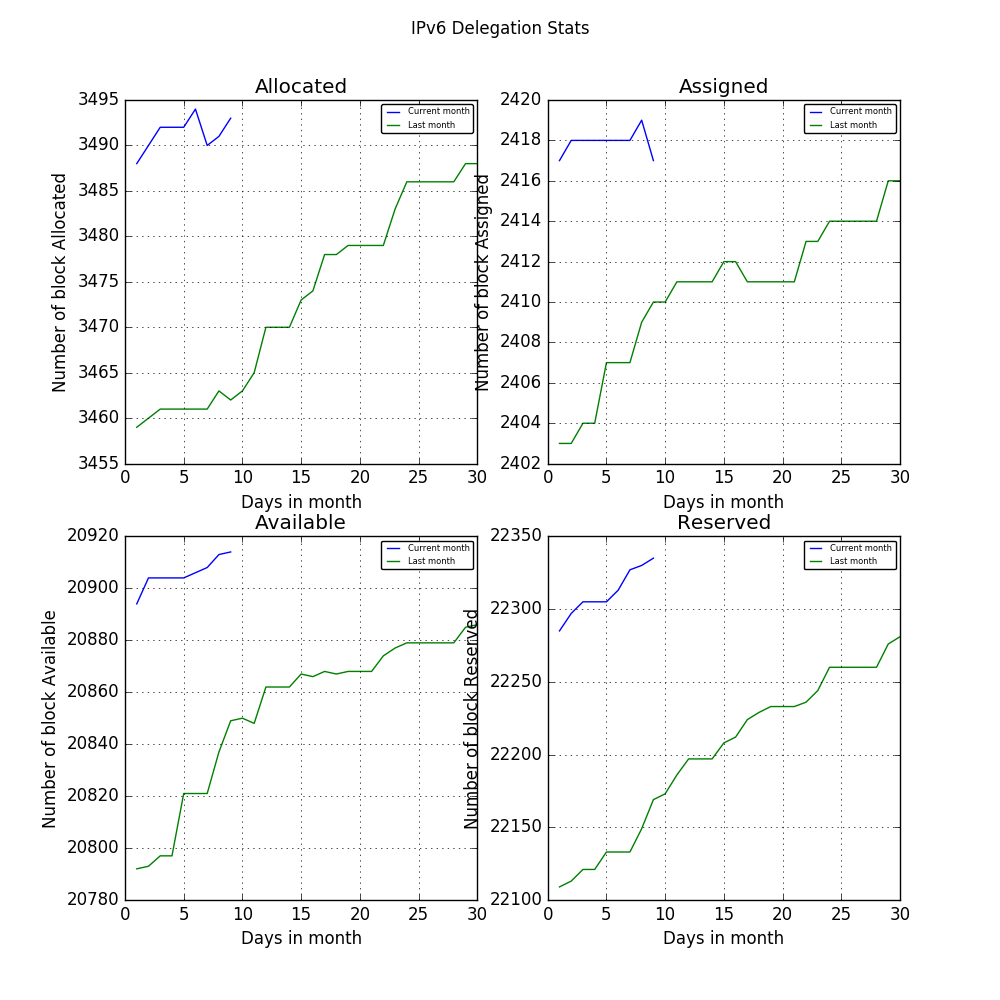 IPv6 Delegation Stats
Allocated
Number of block Allocated
3495
3490
3485
3480
3475
3470
3465
3460
3455
Current month
Last month
0 5 10 15 20 25 30
Days in month
Assigned
Number of block Assigned
2420
2418
2416
2414
2412
2410
2408
2406
2404
2402
Current month
Last month
0 5 10 15 20 25 30
Days in month
Available
Number of block Available
20920
20900
20880
20860
20840
20820
20800
20780
Current month
Last month
0 5 10 15 20 25 30
Days in month
Reserved
Number of block Reserved
22350
22300
22250
22200
22150
22100
Current month
Last month
0 5 10 15 20 25 30
Days in month